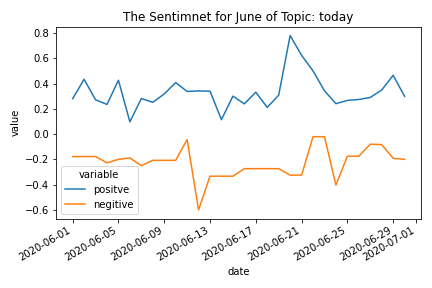 The Sentimnet for June of Topic: today
value
0.8
0.6
0.4
0.2
0.0
−0.2
−0.4
−0.6
variable
positve
negitive
2020-06-01
2020-06-05
2020-06-09
2020-06-13
2020-06-17
2020-06-21
2020-06-25
2020-06-29
2020-07-01
date